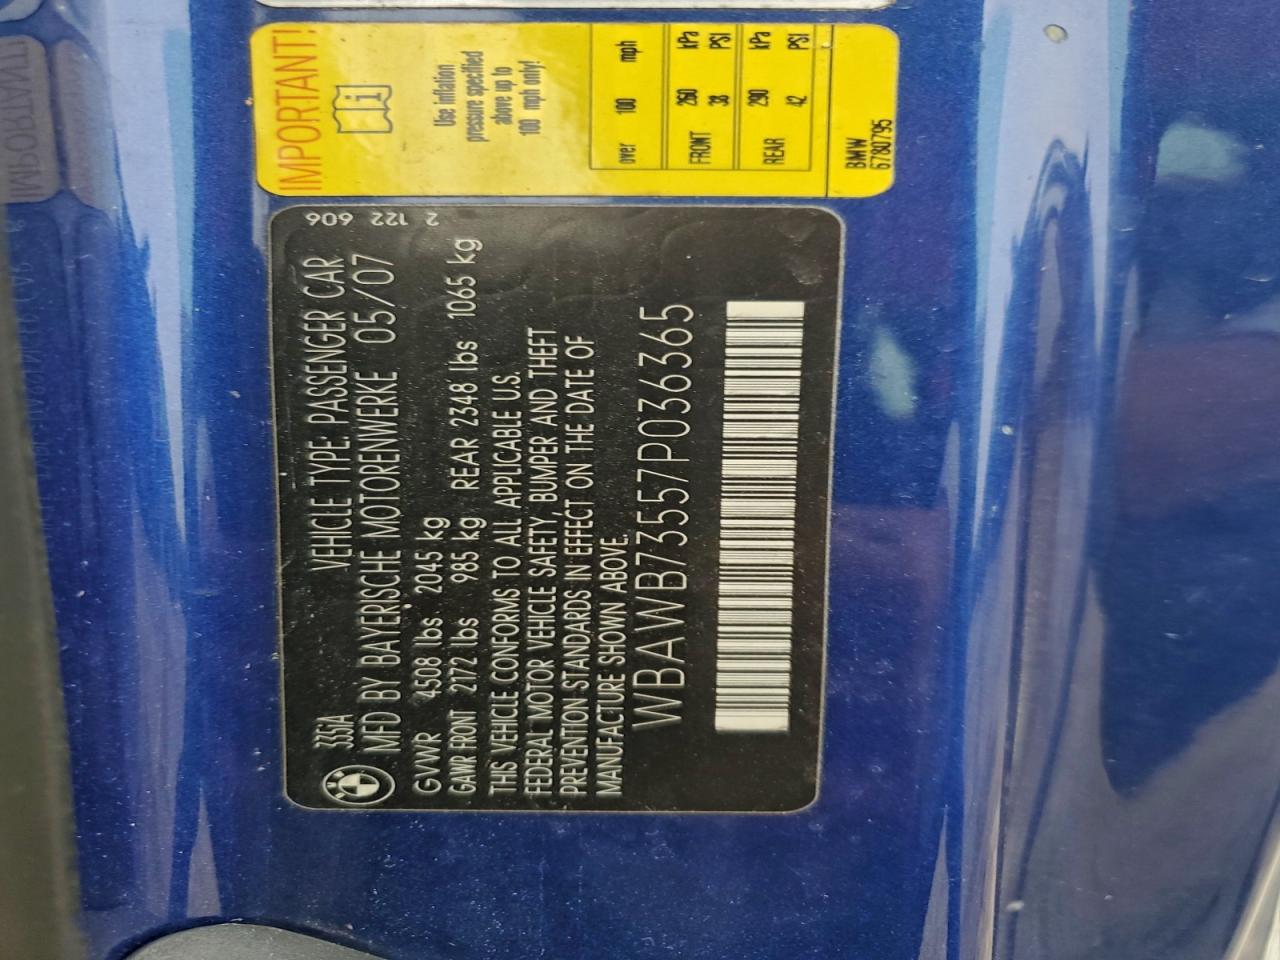 335iA VEHICLE TYPE: PASSENGER CAR
MFD BY BAYERISCHE MOTORENWERKE 05/07
GVWR 4508 lbs 2045 kg
GAWR FRONT 2172 lbs 985 kg REAR 2348 lbs 1065 kg
THIS VEHICLE CONFORMS TO ALL APPLICABLE U.S.
FEDERAL MOTOR VEHICLE SAFETY, BUMPER AND THEFT
PREVENTION STANDARDS IN EFFECT ON THE DATE OF
MANUFACTURE SHOWN ABOVE.
WBAWB73557P036365
2 122 606
IMPORTANT!
Use inflation
pressure specified
above up to
100 mph only!
over 100 mph
FRONT 260 kPa
38 PSI
REAR 290 kPa
42 PSI
BMW
6780795